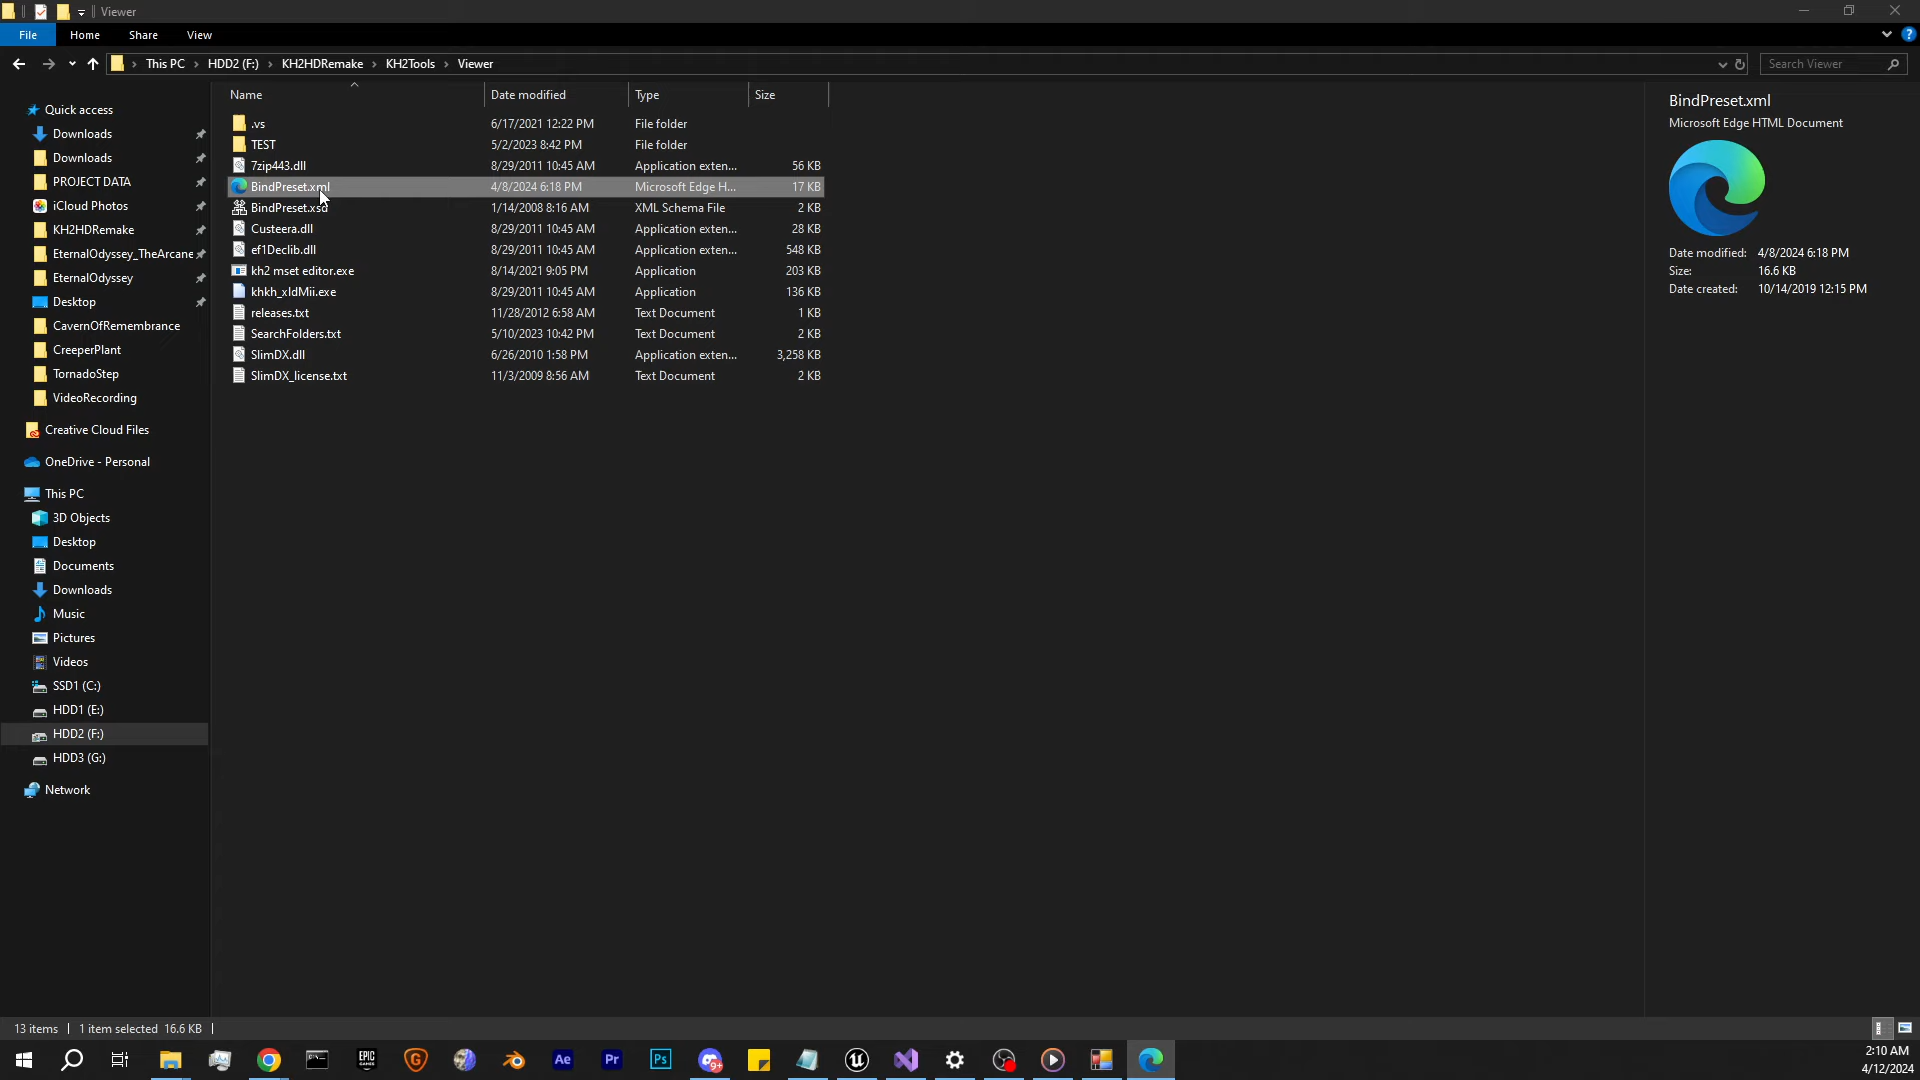 Viewer
File Home Share View
This PC HDD2 (F:) KH2HDRemake KH2Tools Viewer
Search Viewer
Name Date modified Type Size
.vs 6/17/2021 12:22 PM File folder
TEST 5/2/2023 8:42 PM File folder
7zip443.dll 8/29/2011 10:45 AM Application exten... 56 KB
BindPreset.xml 4/8/2024 6:18 PM Microsoft Edge H... 17 KB
BindPreset.xsd 1/14/2008 8:16 AM XML Schema File 2 KB
Custeera.dll 8/29/2011 10:45 AM Application exten... 28 KB
ef1Declib.dll 8/29/2011 10:45 AM Application exten... 548 KB
kh2 mset editor.exe 8/14/2021 9:05 PM Application 203 KB
khkh_xldMii.exe 8/29/2011 10:45 AM Application 136 KB
releases.txt 11/28/2012 6:58 AM Text Document 1 KB
SearchFolders.txt 5/10/2023 10:42 PM Text Document 2 KB
SlimDX.dll 6/26/2010 1:58 PM Application exten... 3,258 KB
SlimDX_license.txt 11/3/2009 8:56 AM Text Document 2 KB
Quick access
Downloads
Downloads
PROJECT DATA
iCloud Photos
KH2HDRemake
EternalOdyssey_TheArcane
EternalOdyssey
Desktop
CavernOfRemembrance
CreeperPlant
TornadoStep
VideoRecording
Creative Cloud Files
OneDrive - Personal
This PC
3D Objects
Desktop
Documents
Downloads
Music
Pictures
Videos
SSD1 (C:)
HDD1 (E:)
HDD2 (F:)
HDD3 (G:)
Network
BindPreset.xml
Microsoft Edge HTML Document
Date modified: 4/8/2024 6:18 PM
Size: 16.6 KB
Date created: 10/14/2019 12:15 PM
13 items 1 item selected 16.6 KB
EPIC GAMES
Ae
Pr
Ps
9+
2:10 AM
4/12/2024